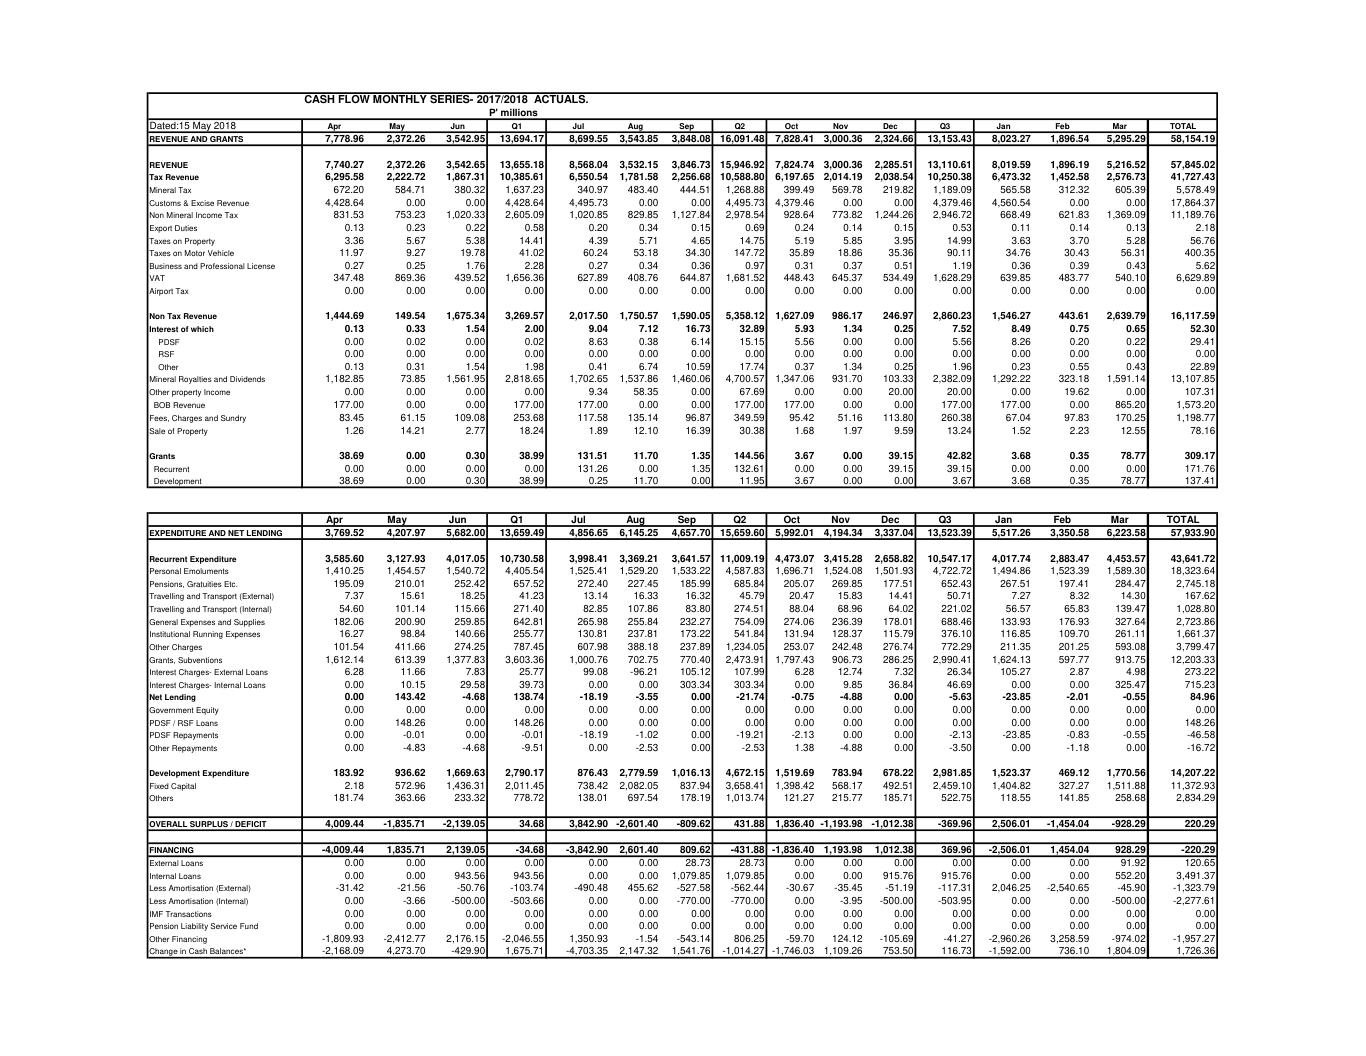 CASH FLOW MONTHLY SERIES- 2017/2018 ACTUALS.
P' millions
Dated:15 May 2018 Apr May Jun Q1 Jul Aug Sep Q2 Oct Nov Dec Q3 Jan Feb Mar TOTAL
REVENUE AND GRANTS 7,778.96 2,372.26 3,542.95 13,694.17 8,699.55 3,543.85 3,848.08 16,091.48 7,828.41 3,000.36 2,324.66 13,153.43 8,023.27 1,896.54 5,295.29 58,154.19
REVENUE 7,740.27 2,372.26 3,542.65 13,655.18 8,568.04 3,532.15 3,846.73 15,946.92 7,824.74 3,000.36 2,285.51 13,110.61 8,019.59 1,896.19 5,216.52 57,845.02
Tax Revenue 6,295.58 2,222.72 1,867.31 10,385.61 6,550.54 1,781.58 2,256.68 10,588.80 6,197.65 2,014.19 2,038.54 10,250.38 6,473.32 1,452.58 2,576.73 41,727.43
Mineral Tax 672.20 584.71 380.32 1,637.23 340.97 483.40 444.51 1,268.88 399.49 569.78 219.82 1,189.09 565.58 312.32 605.39 5,578.49
Customs & Excise Revenue 4,428.64 0.00 0.00 4,428.64 4,495.73 0.00 0.00 4,495.73 4,379.46 0.00 0.00 4,379.46 4,560.54 0.00 0.00 17,864.37
Non Mineral Income Tax 831.53 753.23 1,020.33 2,605.09 1,020.85 829.85 1,127.84 2,978.54 928.64 773.82 1,244.26 2,946.72 668.49 621.83 1,369.09 11,189.76
Export Duties 0.13 0.23 0.22 0.58 0.20 0.34 0.15 0.69 0.24 0.14 0.15 0.53 0.11 0.14 0.13 2.18
Taxes on Property 3.36 5.67 5.38 14.41 4.39 5.71 4.65 14.75 5.19 5.85 3.95 14.99 3.63 3.70 5.28 56.76
Taxes on Motor Vehicle 11.97 9.27 19.78 41.02 60.24 53.18 34.30 147.72 35.89 18.86 35.36 90.11 34.76 30.43 56.31 400.35
Business and Professional License 0.27 0.25 1.76 2.28 0.27 0.34 0.36 0.97 0.31 0.37 0.51 1.19 0.36 0.39 0.43 5.62
VAT 347.48 869.36 439.52 1,656.36 627.89 408.76 644.87 1,681.52 448.43 645.37 534.49 1,628.29 639.85 483.77 540.10 6,629.89
Airport Tax 0.00 0.00 0.00 0.00 0.00 0.00 0.00 0.00 0.00 0.00 0.00 0.00 0.00 0.00 0.00 0.00
Non Tax Revenue 1,444.69 149.54 1,675.34 3,269.57 2,017.50 1,750.57 1,590.05 5,358.12 1,627.09 986.17 246.97 2,860.23 1,546.27 443.61 2,639.79 16,117.59
Interest of which 0.13 0.33 1.54 2.00 9.04 7.12 16.73 32.89 5.93 1.34 0.25 7.52 8.49 0.75 0.65 52.30
PDSF 0.00 0.02 0.00 0.02 8.63 0.38 6.14 15.15 5.56 0.00 0.00 5.56 8.26 0.20 0.22 29.41
RSF 0.00 0.00 0.00 0.00 0.00 0.00 0.00 0.00 0.00 0.00 0.00 0.00 0.00 0.00 0.00 0.00
Other 0.13 0.31 1.54 1.98 0.41 6.74 10.59 17.74 0.37 1.34 0.25 1.96 0.23 0.55 0.43 22.89
Mineral Royalties and Dividends 1,182.85 73.85 1,561.95 2,818.65 1,702.65 1,537.86 1,460.06 4,700.57 1,347.06 931.70 103.33 2,382.09 1,292.22 323.18 1,591.14 13,107.85
Other property Income 0.00 0.00 0.00 0.00 9.34 58.35 0.00 67.69 0.00 0.00 20.00 20.00 0.00 19.62 0.00 107.31
BOB Revenue 177.00 0.00 0.00 177.00 177.00 0.00 0.00 177.00 177.00 0.00 0.00 177.00 177.00 0.00 865.20 1,573.20
Fees, Charges and Sundry 83.45 61.15 109.08 253.68 117.58 135.14 96.87 349.59 95.42 51.16 113.80 260.38 67.04 97.83 170.25 1,198.77
Sale of Property 1.26 14.21 2.77 18.24 1.89 12.10 16.39 30.38 1.68 1.97 9.59 13.24 1.52 2.23 12.55 78.16
Grants 38.69 0.00 0.30 38.99 131.51 11.70 1.35 144.56 3.67 0.00 39.15 42.82 3.68 0.35 78.77 309.17
Recurrent 0.00 0.00 0.00 0.00 131.26 0.00 1.35 132.61 0.00 0.00 39.15 39.15 0.00 0.00 0.00 171.76
Development 38.69 0.00 0.30 38.99 0.25 11.70 0.00 11.95 3.67 0.00 0.00 3.67 3.68 0.35 78.77 137.41
Apr May Jun Q1 Jul Aug Sep Q2 Oct Nov Dec Q3 Jan Feb Mar TOTAL
EXPENDITURE AND NET LENDING 3,769.52 4,207.97 5,682.00 13,659.49 4,856.65 6,145.25 4,657.70 15,659.60 5,992.01 4,194.34 3,337.04 13,523.39 5,517.26 3,350.58 6,223.58 57,933.90
Recurrent Expenditure 3,585.60 3,127.93 4,017.05 10,730.58 3,998.41 3,369.21 3,641.57 11,009.19 4,473.07 3,415.28 2,658.82 10,547.17 4,017.74 2,883.47 4,453.57 43,641.72
Personal Emoluments 1,410.25 1,454.57 1,540.72 4,405.54 1,525.41 1,529.20 1,533.22 4,587.83 1,696.71 1,524.08 1,501.93 4,722.72 1,494.86 1,523.39 1,589.30 18,323.64
Pensions, Gratuities Etc. 195.09 210.01 252.42 657.52 272.40 227.45 185.99 685.84 205.07 269.85 177.51 652.43 267.51 197.41 284.47 2,745.18
Travelling and Transport (External) 7.37 15.61 18.25 41.23 13.14 16.33 16.32 45.79 20.47 15.83 14.41 50.71 7.27 8.32 14.30 167.62
Travelling and Transport (Internal) 54.60 101.14 115.66 271.40 82.85 107.86 83.80 274.51 88.04 68.96 64.02 221.02 56.57 65.83 139.47 1,028.80
General Expenses and Supplies 182.06 200.90 259.85 642.81 265.98 255.84 232.27 754.09 274.06 236.39 178.01 688.46 133.93 176.93 327.64 2,723.86
Institutional Running Expenses 16.27 98.84 140.66 255.77 130.81 237.81 173.22 541.84 131.94 128.37 115.79 376.10 116.85 109.70 261.11 1,661.37
Other Charges 101.54 411.66 274.25 787.45 607.98 388.18 237.89 1,234.05 253.07 242.48 276.74 772.29 211.35 201.25 593.08 3,799.47
Grants, Subventions 1,612.14 613.39 1,377.83 3,603.36 1,000.76 702.75 770.40 2,473.91 1,797.43 906.73 286.25 2,990.41 1,624.13 597.77 913.75 12,203.33
Interest Charges- External Loans 6.28 11.66 7.83 25.77 99.08 -96.21 105.12 107.99 6.28 12.74 7.32 26.34 105.27 2.87 4.98 273.22
Interest Charges- Internal Loans 0.00 10.15 29.58 39.73 0.00 0.00 303.34 303.34 0.00 9.85 36.84 46.69 0.00 0.00 325.47 715.23
Net Lending 0.00 143.42 -4.68 138.74 -18.19 -3.55 0.00 -21.74 -0.75 -4.88 0.00 -5.63 -23.85 -2.01 -0.55 84.96
Government Equity 0.00 0.00 0.00 0.00 0.00 0.00 0.00 0.00 0.00 0.00 0.00 0.00 0.00 0.00 0.00 0.00
PDSF / RSF Loans 0.00 148.26 0.00 148.26 0.00 0.00 0.00 0.00 0.00 0.00 0.00 0.00 0.00 0.00 0.00 148.26
PDSF Repayments 0.00 -0.01 0.00 -0.01 -18.19 -1.02 0.00 -19.21 -2.13 0.00 0.00 -2.13 -23.85 -0.83 -0.55 -46.58
Other Repayments 0.00 -4.83 -4.68 -9.51 0.00 -2.53 0.00 -2.53 1.38 -4.88 0.00 -3.50 0.00 -1.18 0.00 -16.72
Development Expenditure 183.92 936.62 1,669.63 2,790.17 876.43 2,779.59 1,016.13 4,672.15 1,519.69 783.94 678.22 2,981.85 1,523.37 469.12 1,770.56 14,207.22
Fixed Capital 2.18 572.96 1,436.31 2,011.45 738.42 2,082.05 837.94 3,658.41 1,398.42 568.17 492.51 2,459.10 1,404.82 327.27 1,511.88 11,372.93
Others 181.74 363.66 233.32 778.72 138.01 697.54 178.19 1,013.74 121.27 215.77 185.71 522.75 118.55 141.85 258.68 2,834.29
OVERALL SURPLUS / DEFICIT 4,009.44 -1,835.71 -2,139.05 34.68 3,842.90 -2,601.40 -809.62 431.88 1,836.40 -1,193.98 -1,012.38 -369.96 2,506.01 -1,454.04 -928.29 220.29
FINANCING -4,009.44 1,835.71 2,139.05 -34.68 -3,842.90 2,601.40 809.62 -431.88 -1,836.40 1,193.98 1,012.38 369.96 -2,506.01 1,454.04 928.29 -220.29
External Loans 0.00 0.00 0.00 0.00 0.00 0.00 28.73 28.73 0.00 0.00 0.00 0.00 0.00 0.00 91.92 120.65
Internal Loans 0.00 0.00 943.56 943.56 0.00 0.00 1,079.85 1,079.85 0.00 0.00 915.76 915.76 0.00 0.00 552.20 3,491.37
Less Amortisation (External) -31.42 -21.56 -50.76 -103.74 -490.48 455.62 -527.58 -562.44 -30.67 -35.45 -51.19 -117.31 2,046.25 -2,540.65 -45.90 -1,323.79
Less Amortisation (Internal) 0.00 -3.66 -500.00 -503.66 0.00 0.00 -770.00 -770.00 0.00 -3.95 -500.00 -503.95 0.00 0.00 -500.00 -2,277.61
IMF Transactions 0.00 0.00 0.00 0.00 0.00 0.00 0.00 0.00 0.00 0.00 0.00 0.00 0.00 0.00 0.00 0.00
Pension Liability Service Fund 0.00 0.00 0.00 0.00 0.00 0.00 0.00 0.00 0.00 0.00 0.00 0.00 0.00 0.00 0.00 0.00
Other Financing -1,809.93 -2,412.77 2,176.15 -2,046.55 1,350.93 -1.54 -543.14 806.25 -59.70 124.12 -105.69 -41.27 -2,960.26 3,258.59 -974.02 -1,957.27
Change in Cash Balances* -2,168.09 4,273.70 -429.90 1,675.71 -4,703.35 2,147.32 1,541.76 -1,014.27 -1,746.03 1,109.26 753.50 116.73 -1,592.00 736.10 1,804.09 1,726.36